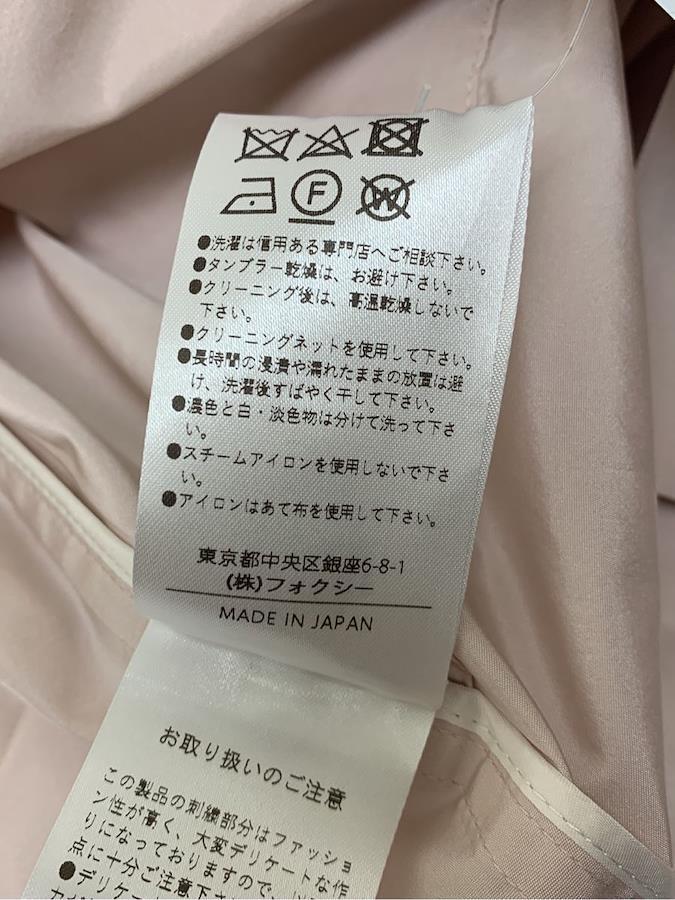 F W
●洗濯は信用ある専門店へご相談下さい。
●タンブラー乾燥は、お避け下さい。
●クリーニング後は、高温乾燥しないで
下さい。
●クリーニングネットを使用して下さい。
●長時間の浸漬や濡れたままの放置は避
け、洗濯後すばやく干して下さい。
●濃色と白・淡色物は分けて洗って下さ
い。
●スチームアイロンを使用しないで下さ
い。
●アイロンはあて布を使用して下さい。
東京都中央区銀座6-8-1
(株)フォクシー
MADE IN JAPAN
お取り扱いのご注意
この製品の刺繍部分はファッショ
ン性が高く、大変デリケートな作
りになっておりますので、以
点に十分ご注意下さ
●デリケー